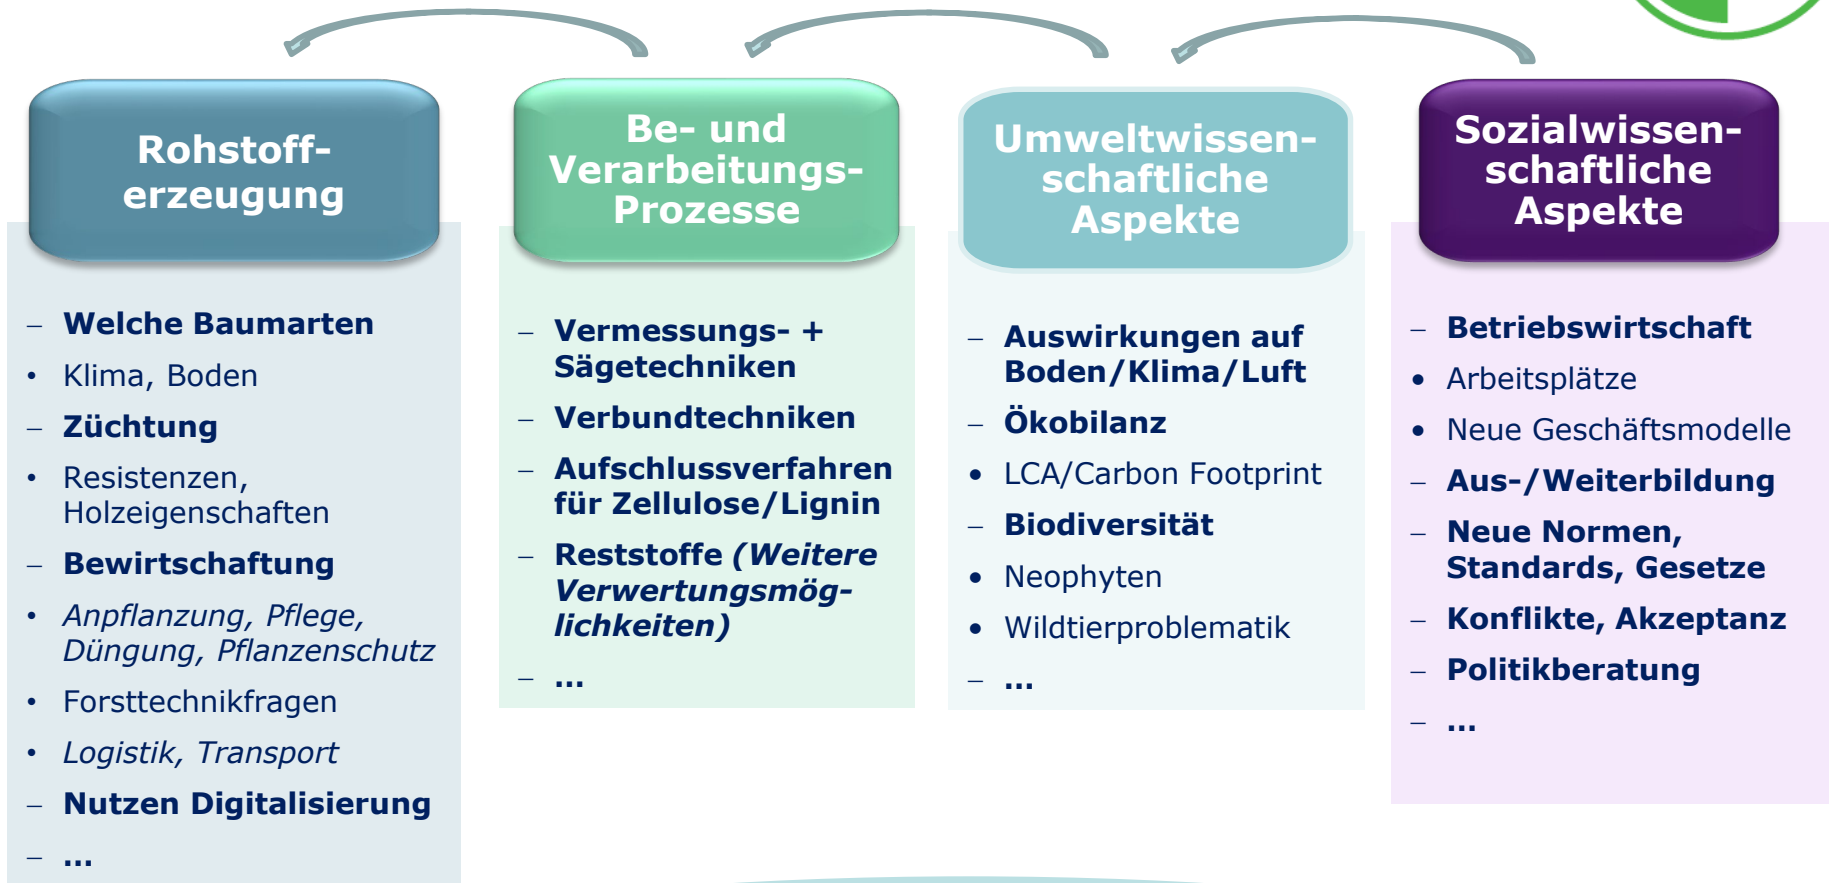 Rohstoff-
erzeugung
– Welche Baumarten
• Klima, Boden
– Züchtung
• Resistenzen,
Holzeigenschaften
– Bewirtschaftung
• Anpflanzung, Pflege,
Düngung, Pflanzenschutz
• Forsttechnikfragen
• Logistik, Transport
– Nutzen Digitalisierung
– ...
Be- und
Verarbeitungs-
Prozesse
– Vermessungs- +
Sägetechniken
– Verbundtechniken
– Aufschlussverfahren
für Zellulose/Lignin
– Reststoffe (Weitere
Verwertungsmög-
lichkeiten)
– ...
Umweltwissen-
schaftliche
Aspekte
– Auswirkungen auf
Boden/Klima/Luft
– Ökobilanz
• LCA/Carbon Footprint
– Biodiversität
• Neophyten
• Wildtierproblematik
– ...
Sozialwissen-
schaftliche
Aspekte
– Betriebswirtschaft
• Arbeitsplätze
• Neue Geschäftsmodelle
– Aus-/Weiterbildung
– Neue Normen,
Standards, Gesetze
– Konflikte, Akzeptanz
– Politikberatung
– ...